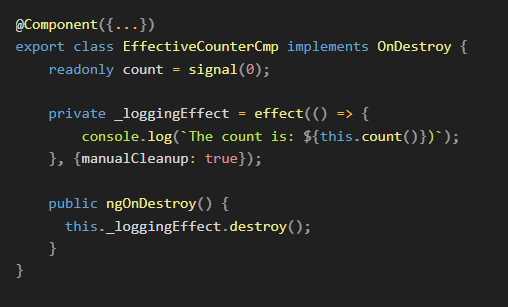 @Component({...})
export class EffectiveCounterCmp implements OnDestroy {
    readonly count = signal(0);

    private _loggingEffect = effect(() => {
        console.log(`The count is: ${this.count()})`);
    }, {manualCleanup: true});

    public ngOnDestroy() {
      this._loggingEffect.destroy();
    }
}